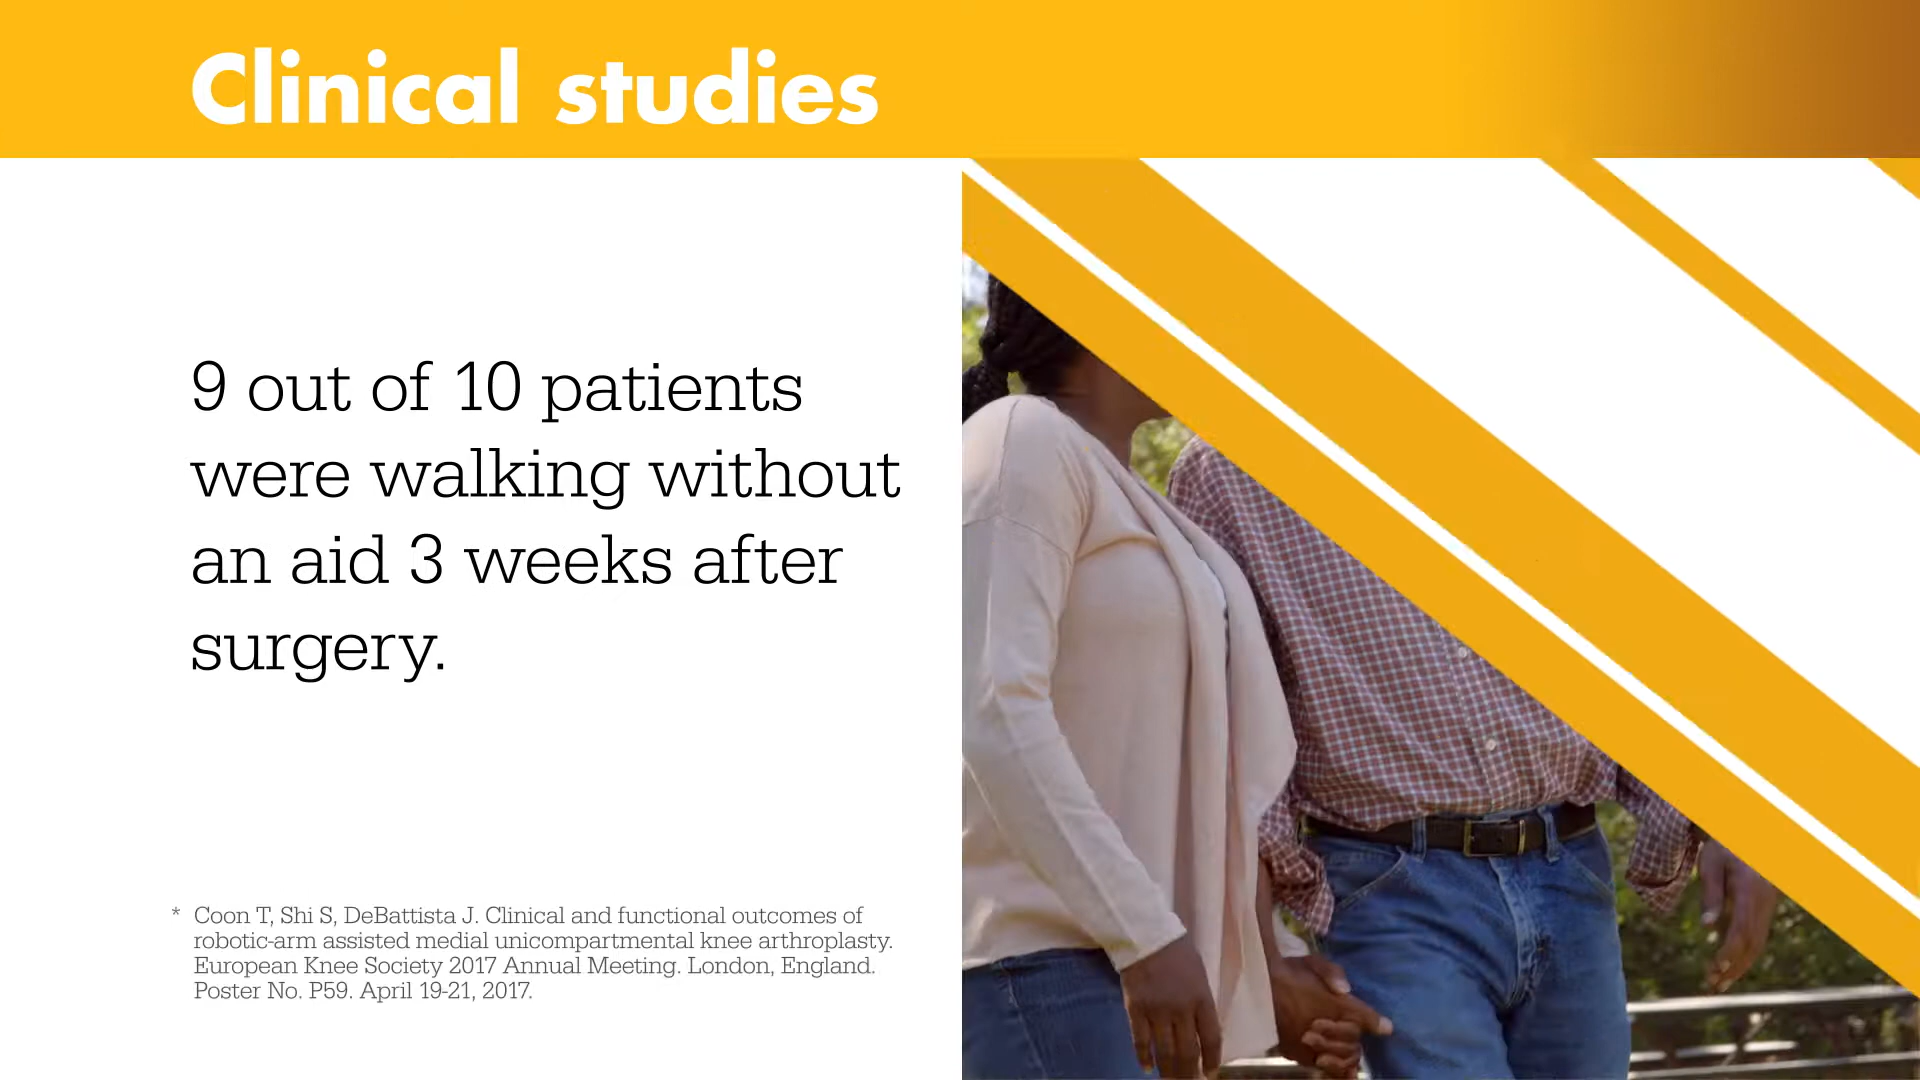 Clinical studies
9 out of 10 patients
were walking without
an aid 3 weeks after
surgery.
* Coon T, Shi S, DeBattista J. Clinical and functional outcomes of
robotic-arm assisted medial unicompartmental knee arthroplasty.
European Knee Society 2017 Annual Meeting. London, England.
Poster No. P59. April 19-21, 2017.